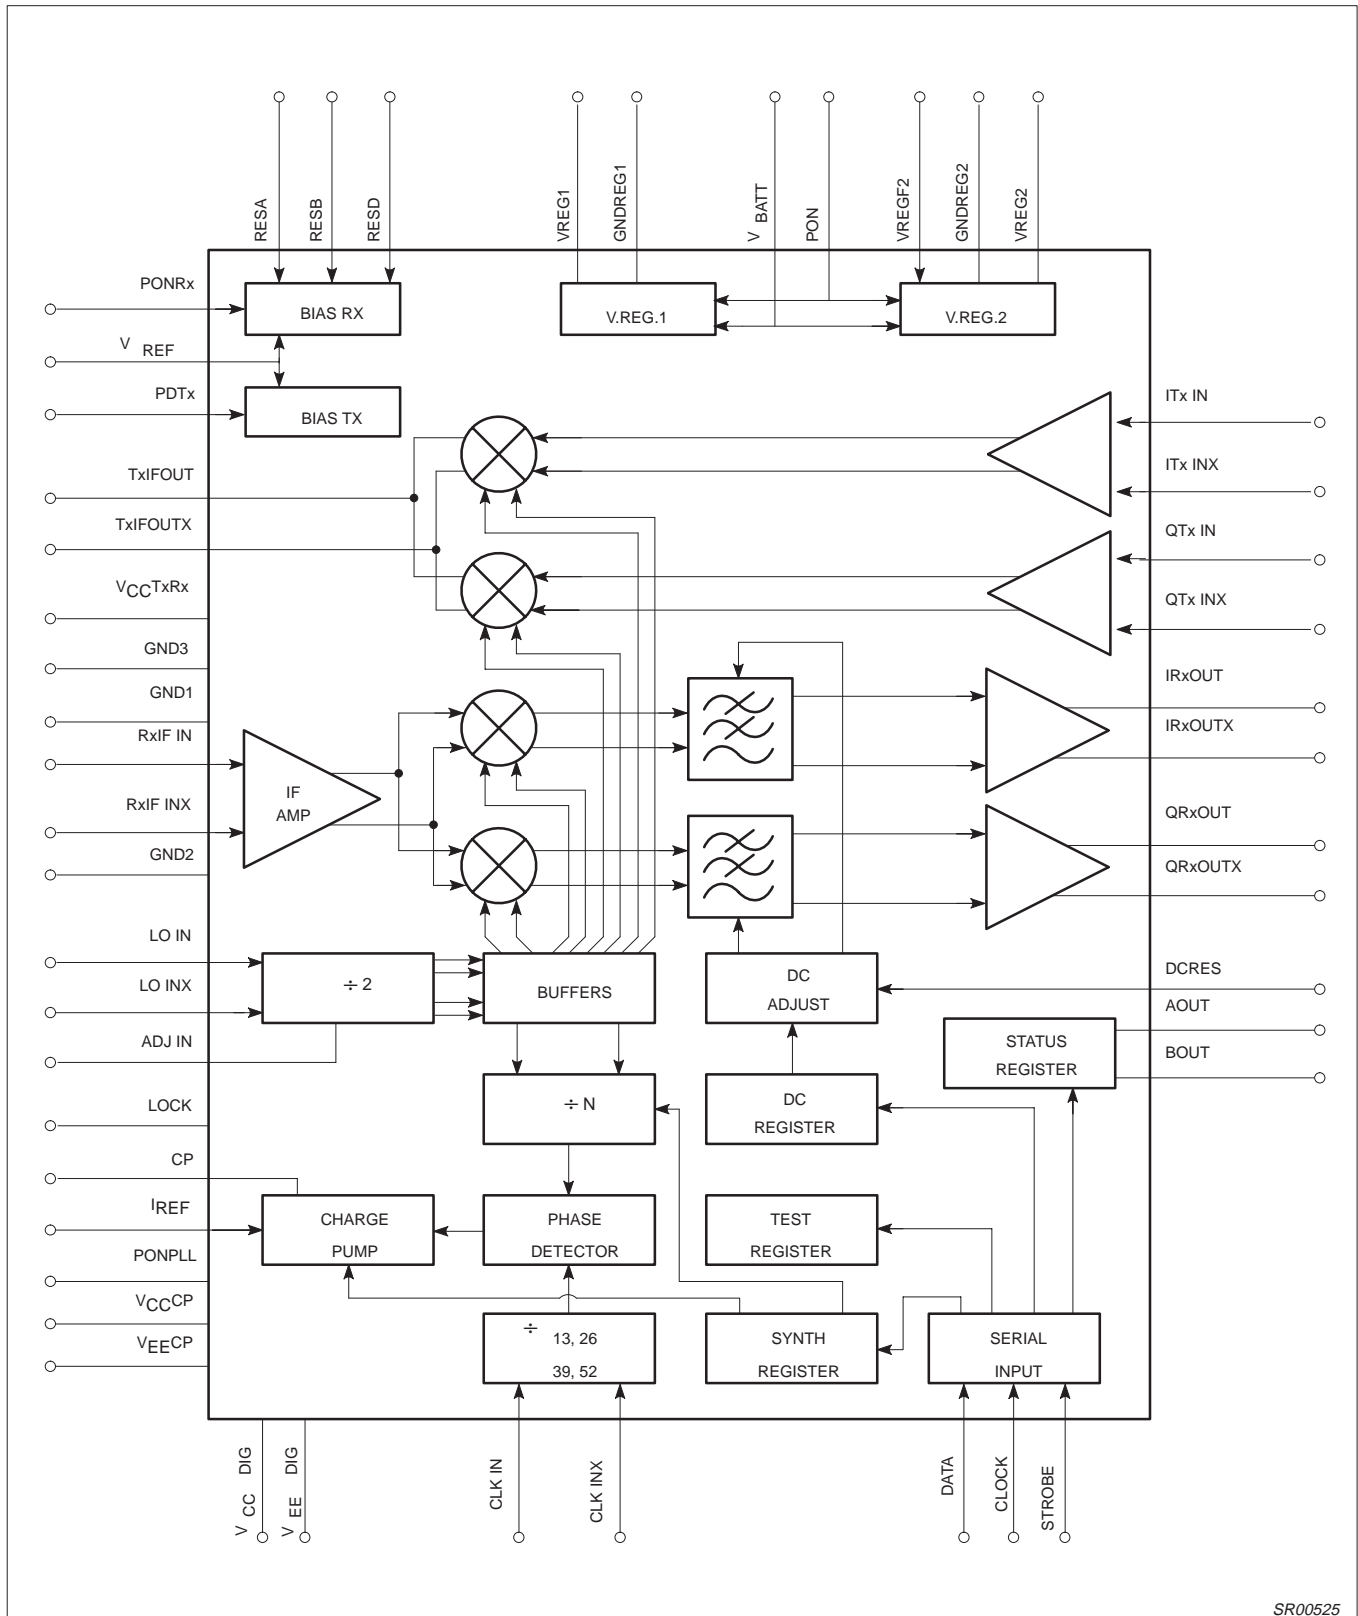 RESA
RESB
RESD
VREG1
GNDREG1
V BATT
PON
VREGF2
GNDREG2
VREG2
PONRx
BIAS RX
V.REG.1
V.REG.2
V REF
PDTx
BIAS TX
ITx IN
TxIFOUT
ITx INX
TxIFOUTX
QTx IN
VCCTxRx
QTx INX
GND3
IRxOUT
GND1
IRxOUTX
RxIF IN
IF
AMP
RxIF INX
QRxOUT
GND2
QRxOUTX
LO IN
DCRES
÷ 2
BUFFERS
DC
ADJUST
LO INX
AOUT
ADJ IN
STATUS
REGISTER
BOUT
LOCK
÷ N
DC
REGISTER
CP
IREF
CHARGE
PUMP
PHASE
DETECTOR
TEST
REGISTER
PONPLL
VCCCP
÷ 13, 26
39, 52
SYNTH
REGISTER
SERIAL
INPUT
VEECP
V CC DIG
V EE DIG
CLK IN
CLK INX
DATA
CLOCK
STROBE
SR00525